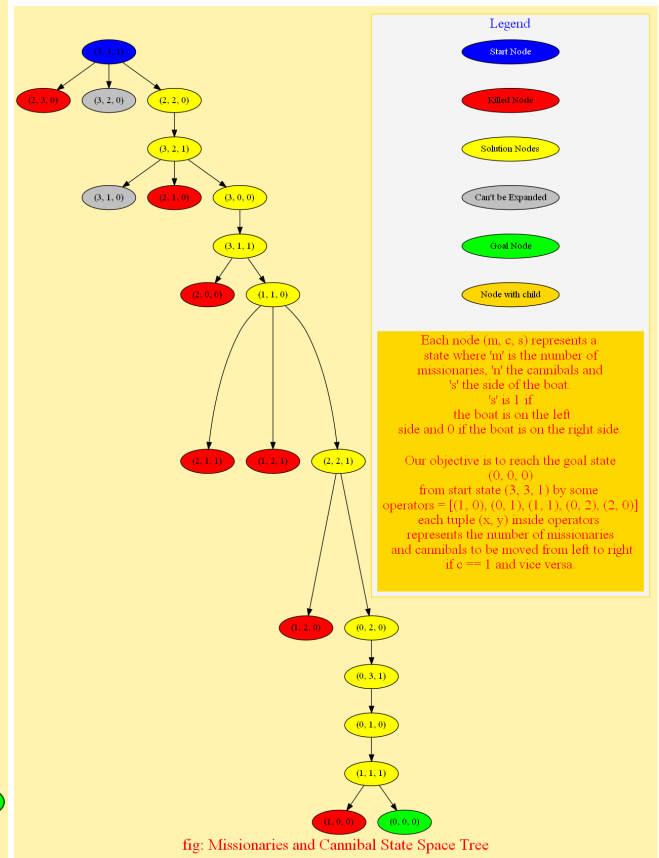 Legend
(3, 3, 1)
Start Node
(2, 3, 0)
(3, 2, 0)
(2, 2, 0)
Killed Node
(3, 2, 1)
Solution Nodes
(3, 1, 0)
(2, 1, 0)
(3, 0, 0)
Can't be Expanded
(3, 1, 1)
Goal Node
(2, 0, 0)
(1, 1, 0)
Node with child
Each node (m, c, s) represents a
state where 'm' is the number of
missionaries, 'n' the cannibals and
's' the side of the boat.
's' is 1 if
the boat is on the left
side and 0 if the boat is on the right side.
Our objective is to reach the goal state
(0, 0, 0)
from start state (3, 3, 1) by some
operators = [(1, 0), (0, 1), (1, 1), (0, 2), (2, 0)]
each tuple (x, y) inside operators
represents the number of missionaries
and cannibals to be moved from left to right
if c == 1 and vice versa.
(2, 1, 1)
(1, 2, 1)
(2, 2, 1)
(1, 2, 0)
(0, 2, 0)
(0, 3, 1)
(0, 1, 0)
(1, 1, 1)
(1, 0, 0)
(0, 0, 0)
fig: Missionaries and Cannibal State Space Tree